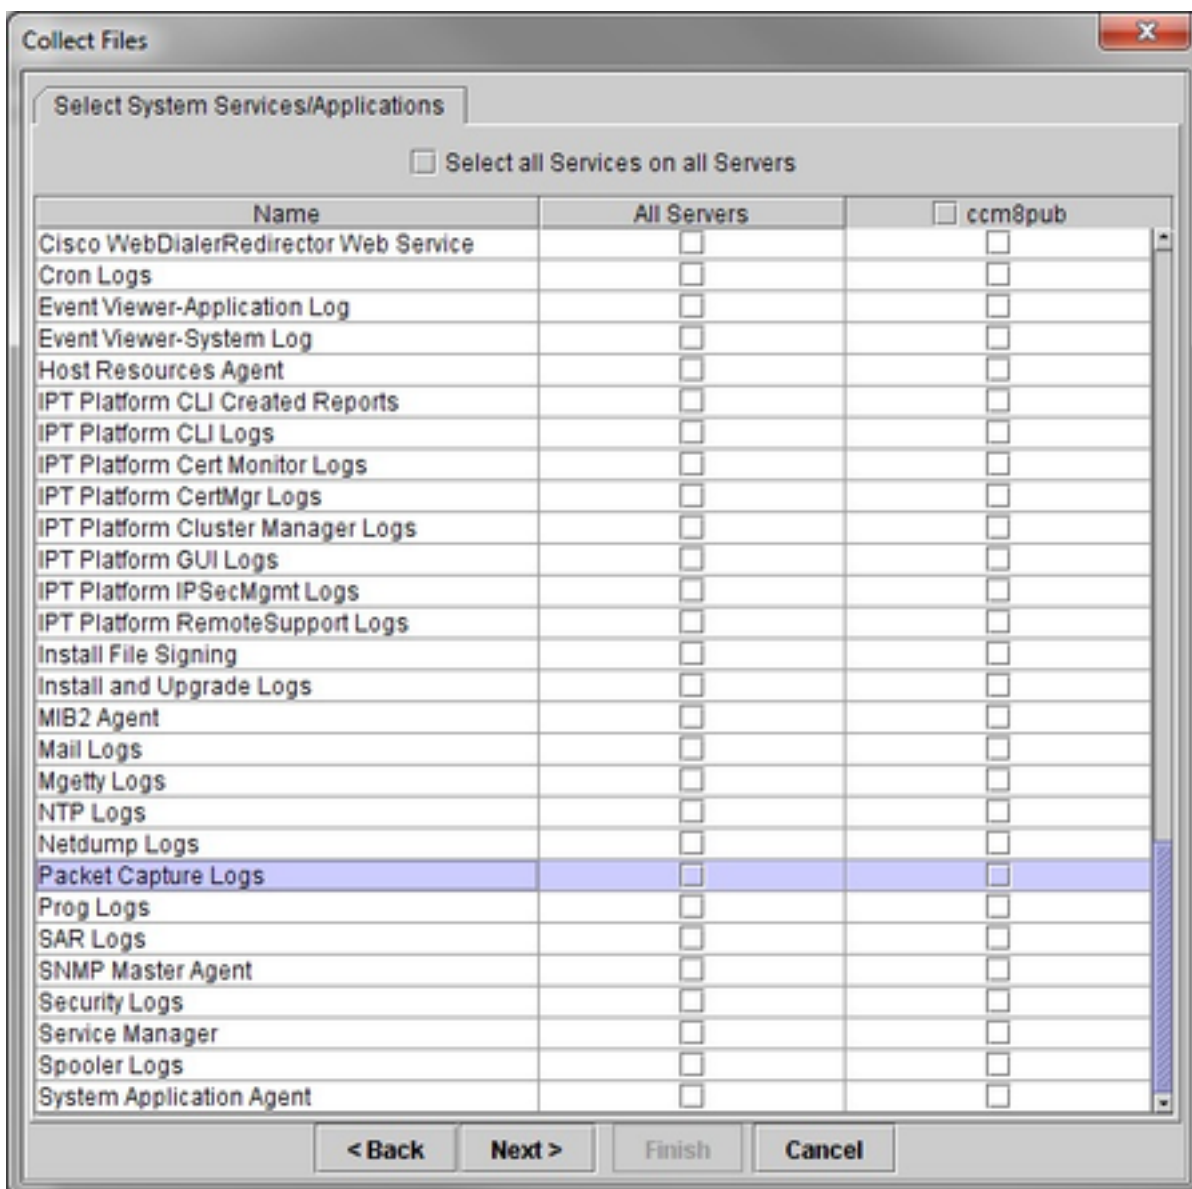 Collect Files
Select System Services/Applications
Select all Services on all Servers
Name All Servers ccm8pub
Cisco WebDialerRedirector Web Service
Cron Logs
Event Viewer-Application Log
Event Viewer-System Log
Host Resources Agent
IPT Platform CLI Created Reports
IPT Platform CLI Logs
IPT Platform Cert Monitor Logs
IPT Platform CertMgr Logs
IPT Platform Cluster Manager Logs
IPT Platform GUI Logs
IPT Platform IPSecMgmt Logs
IPT Platform RemoteSupport Logs
Install File Signing
Install and Upgrade Logs
MIB2 Agent
Mail Logs
Mgetty Logs
NTP Logs
Netdump Logs
Packet Capture Logs
Prog Logs
SAR Logs
SNMP Master Agent
Security Logs
Service Manager
Spooler Logs
System Application Agent
< Back Next > Finish Cancel